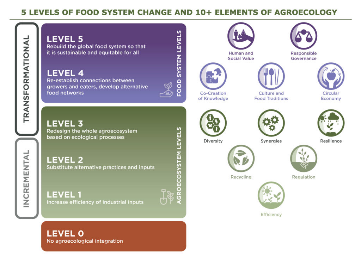 5 LEVELS OF FOOD SYSTEM CHANGE AND 10+ ELEMENTS OF AGROECOLOGY
TRANSFORMATIONAL
INCREMENTAL
LEVEL 5
Rebuild the global food system so that
it is sustainable and equitable for all
LEVEL 4
Re-establish connections between
growers and eaters, develop alternative
food networks
FOOD SYSTEM LEVELS
LEVEL 3
Redesign the whole agroecosystem
based on ecological processes
LEVEL 2
Substitute alternative practices and inputs
LEVEL 1
Increase efficiency of industrial inputs
AGROECOSYSTEM LEVELS
LEVEL 0
No agroecological integration
Human and
Social Value
Responsible
Governance
Co-Creation
of Knowledge
Culture and
Food Traditions
Circular
Economy
Diversity
Synergies
Resilience
Recycling
Regulation
Efficiency